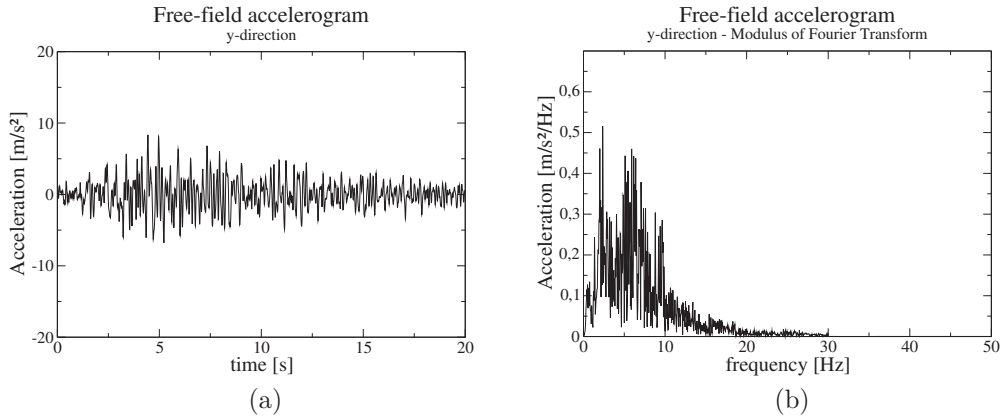 Free-field accelerogram
y-direction
20
10
0
-10
-20
Acceleration [m/s²]
0
5
10
15
20
time [s]
(a)
Free-field accelerogram
y-direction - Modulus of Fourier Transform
0,6
0,5
0,4
0,3
0,2
0,1
0
Acceleration [m/s²/Hz]
0
10
20
30
40
50
frequency [Hz]
(b)